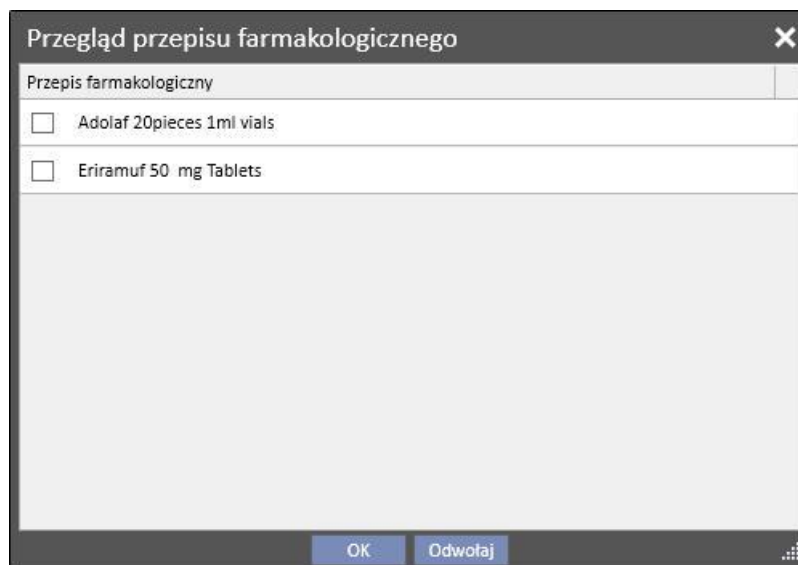 Przegląd przepisu farmakologicznego
Przepis farmakologiczny
Adolaf 20pieces 1ml vials
Eriramuf 50 mg Tablets
OK
Odwołaj